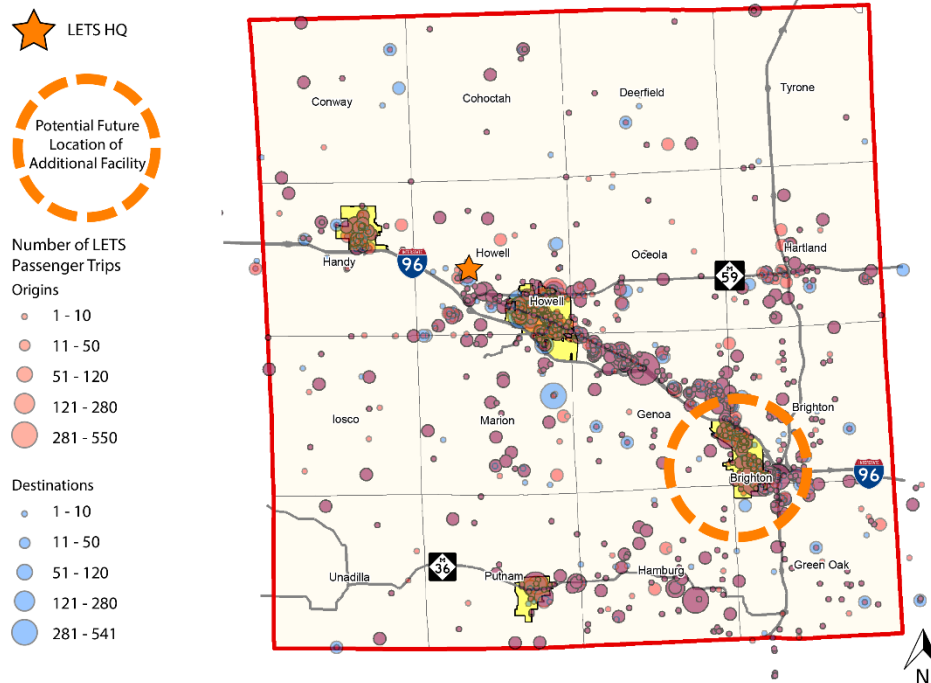 LETS HQ
Potential Future
Location of
Additional Facility
Number of LETS
Passenger Trips
Origins
1 - 10
11 - 50
51 - 120
121 - 280
281 - 550
Destinations
1 - 10
11 - 50
51 - 120
121 - 280
281 - 541
Conway
Cohoctah
Deerfield
Tyrone
Handy
96
Howell
Oceola
M
59
Hartland
Howell
Iosco
Marion
Genoa
Brighton
Brighton
96
Unadilla
M
36
Putnam
Hamburg
Green Oak
N